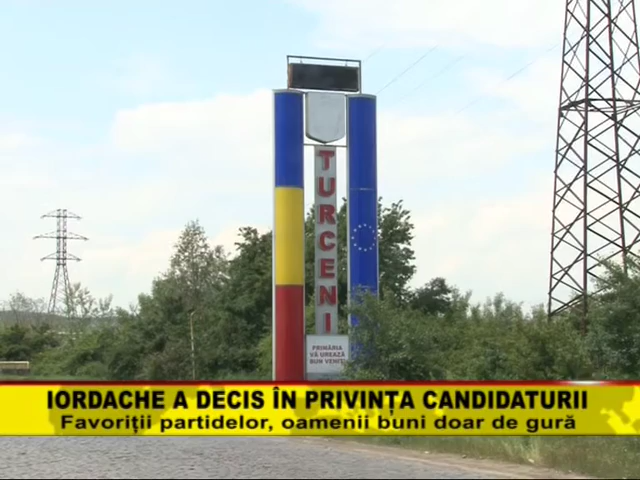 TURCENI
PRIMĂRIA
VĂ UREAZĂ
BUN VENIT!
IORDACHE A DECIS ÎN PRIVINȚA CANDIDATURII
Favoriții partidelor, oamenii buni doar de gură